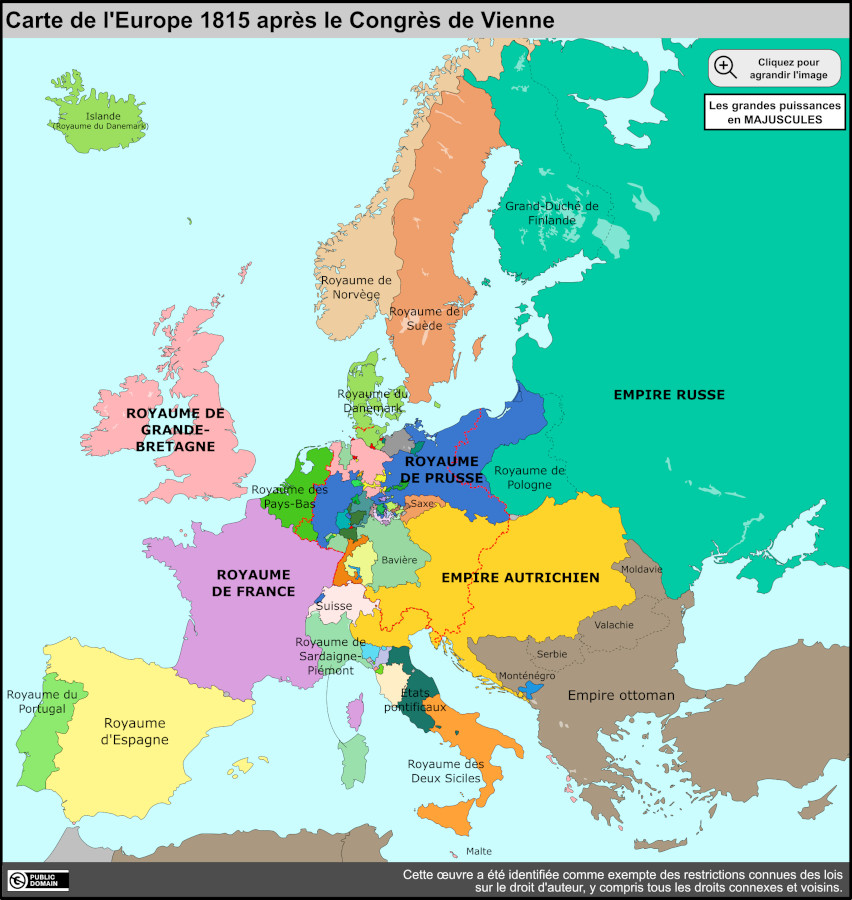 Carte de l'Europe 1815 après le Congrès de Vienne
Cliquez pour
agrandir l'image
Les grandes puissances
en MAJUSCULES
Islande
(Royaume du Danemark)
Grand-Duché de
Finlande
Royaume de
Norvège
Royaume de
Suède
EMPIRE RUSSE
Royaume du
Danemark
ROYAUME DE
GRANDE-
BRETAGNE
ROYAUME
DE PRUSSE
Royaume de
Pologne
Royaume des
Pays-Bas
Saxe
Bavière
ROYAUME
DE FRANCE
EMPIRE AUTRICHIEN
Moldavie
Suisse
Valachie
Royaume de
Sardaigne-
Piémont
Serbie
Monténégro
Empire ottoman
États
pontificaux
Royaume du
Portugal
Royaume
d'Espagne
Royaume des
Deux Siciles
Malte
PUBLIC
DOMAIN
Cette œuvre a été identifiée comme exempte des restrictions connues des lois
sur le droit d'auteur, y compris tous les droits connexes et voisins.